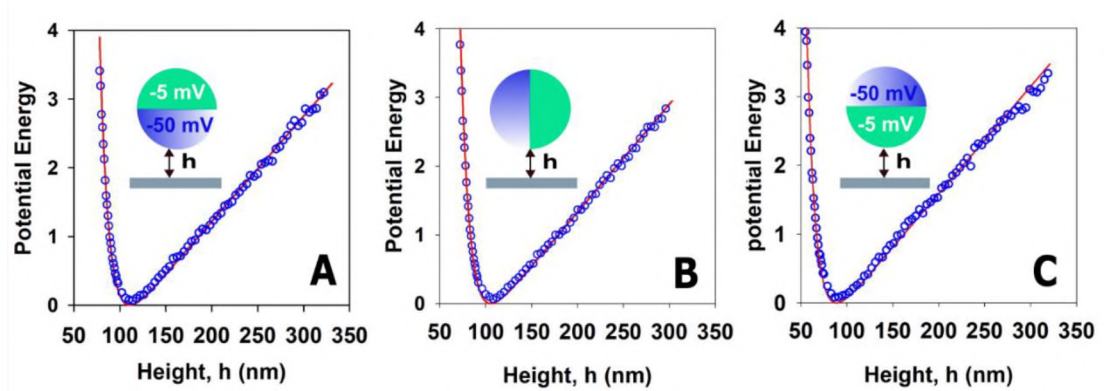 Potential Energy
4
3
2
1
0
-5 mV
-50 mV
h
A
50 100 150 200 250 300 350
Height, h (nm)
Potential Energy
4
3
2
1
0
h
B
50 100 150 200 250 300 350
Height, h (nm)
potential Energy
4
3
2
1
0
-50 mV
-5 mV
h
C
50 100 150 200 250 300 350
Height, h (nm)